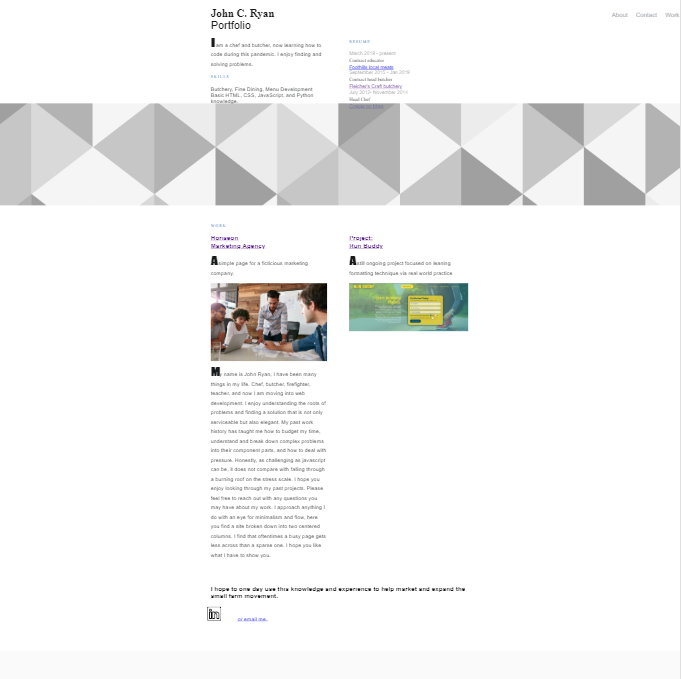 John C. Ryan
Portfolio
About Contact Work
I am a chef and butcher, now learning how to
code during this pandemic. I enjoy finding and
solving problems.
SKILLS
Butchery, Fine Dining, Menu Development
Basic HTML, CSS, JavaScript, and Python
knowledge.
RESUME
March 2019 - present
Contract educator
Foothills local meats
September 2015 - Jan 2019
Contract head butcher
Fletcher's Craft butchery
July 2013- November 2014
Head Chef
WORK
Horiseon
Marketing Agency
A simple page for a ficticious marketing
company.
Project:
Run Buddy
A still ongoing project focused on leaning
formatting technique via real world practice
My name is John Ryan, I have been many
things in my life. Chef, butcher, firefighter,
teacher, and now I am moving into web
development. I enjoy understanding the roots of
problems and finding a solution that is not only
serviceable but also elegant. My past work
history has taught me how to budget my time,
understand and break down complex problems
into their component parts, and how to deal with
pressure. Honestly, as challenging as javascript
can be, it does not compare with falling through
a burning roof on the stress scale. I hope you
enjoy looking through my past projects. Please
feel free to reach out with any questions you
may have about my work. I approach anything I
do with an eye for minimalism and flow, here
you find a site broken down into two centered
columns. I find that oftentimes a busy page gets
less across than a sparse one. I hope you like
what I have to show you.
I hope to one day use this knowledge and experience to help market and expand the
small farm movement.
in
or email me.